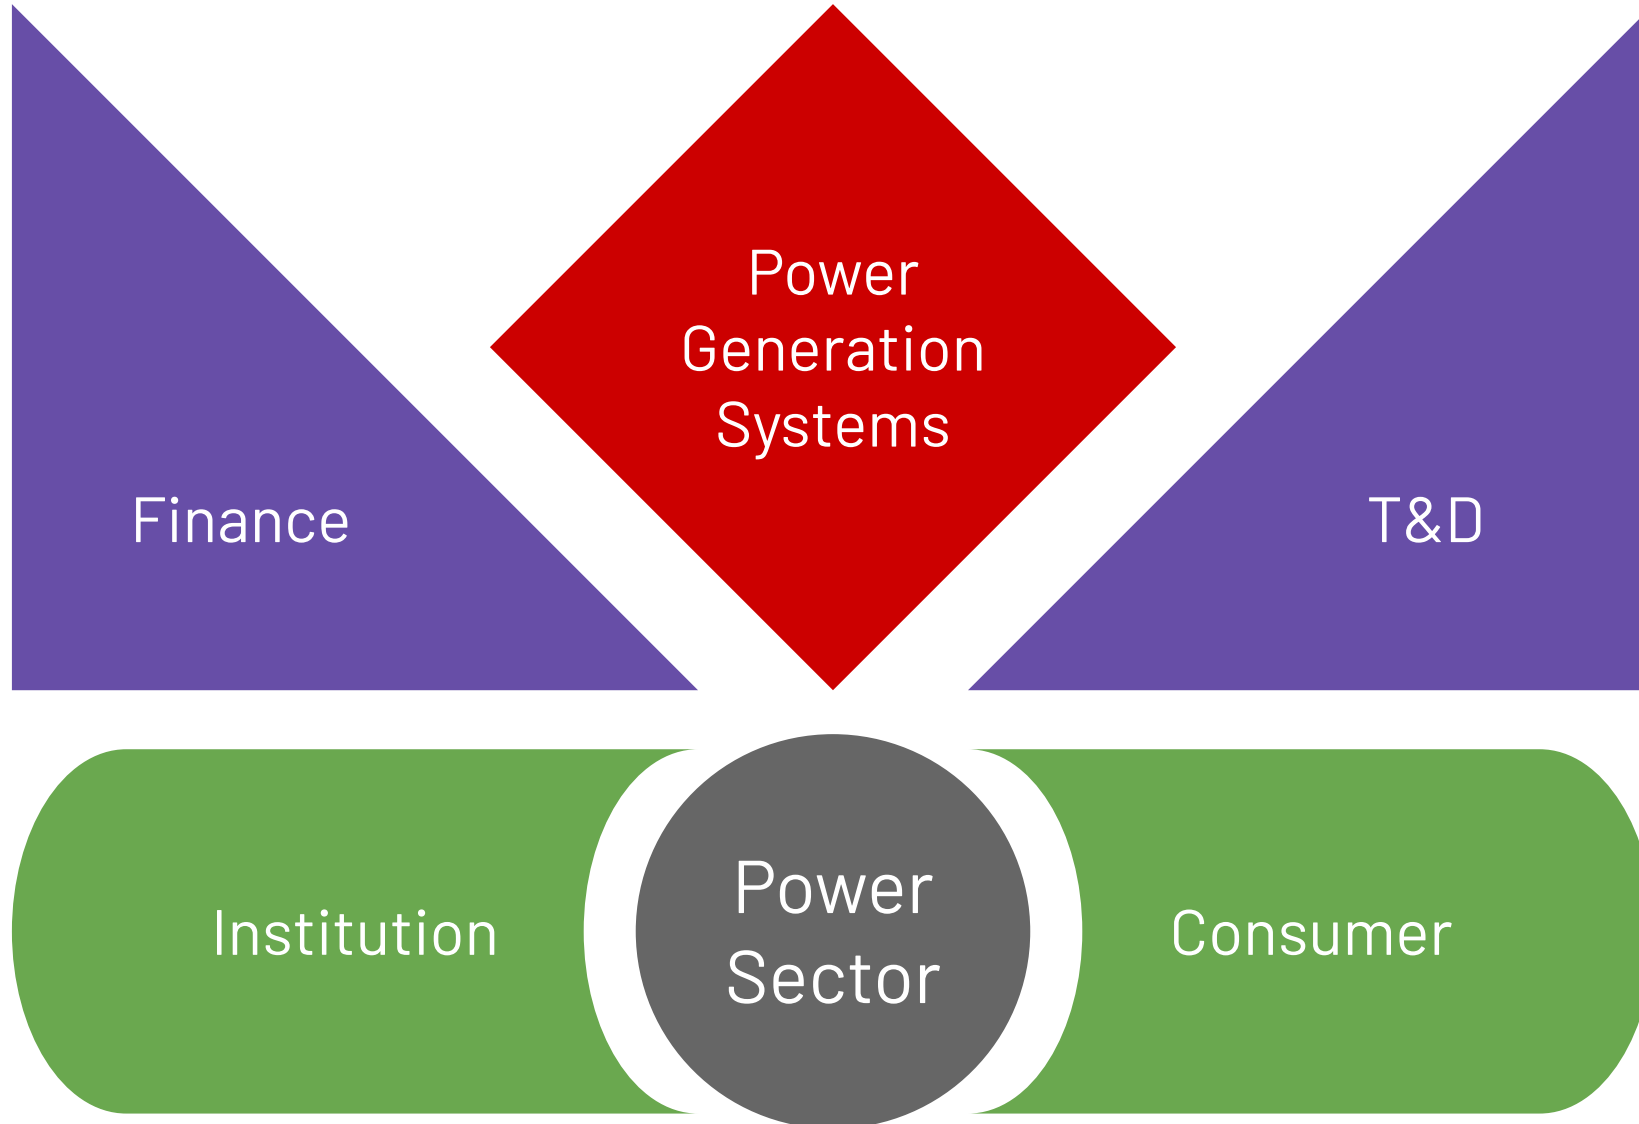 Power
Generation
Systems
Finance
T&D
Institution
Power
Sector
Consumer